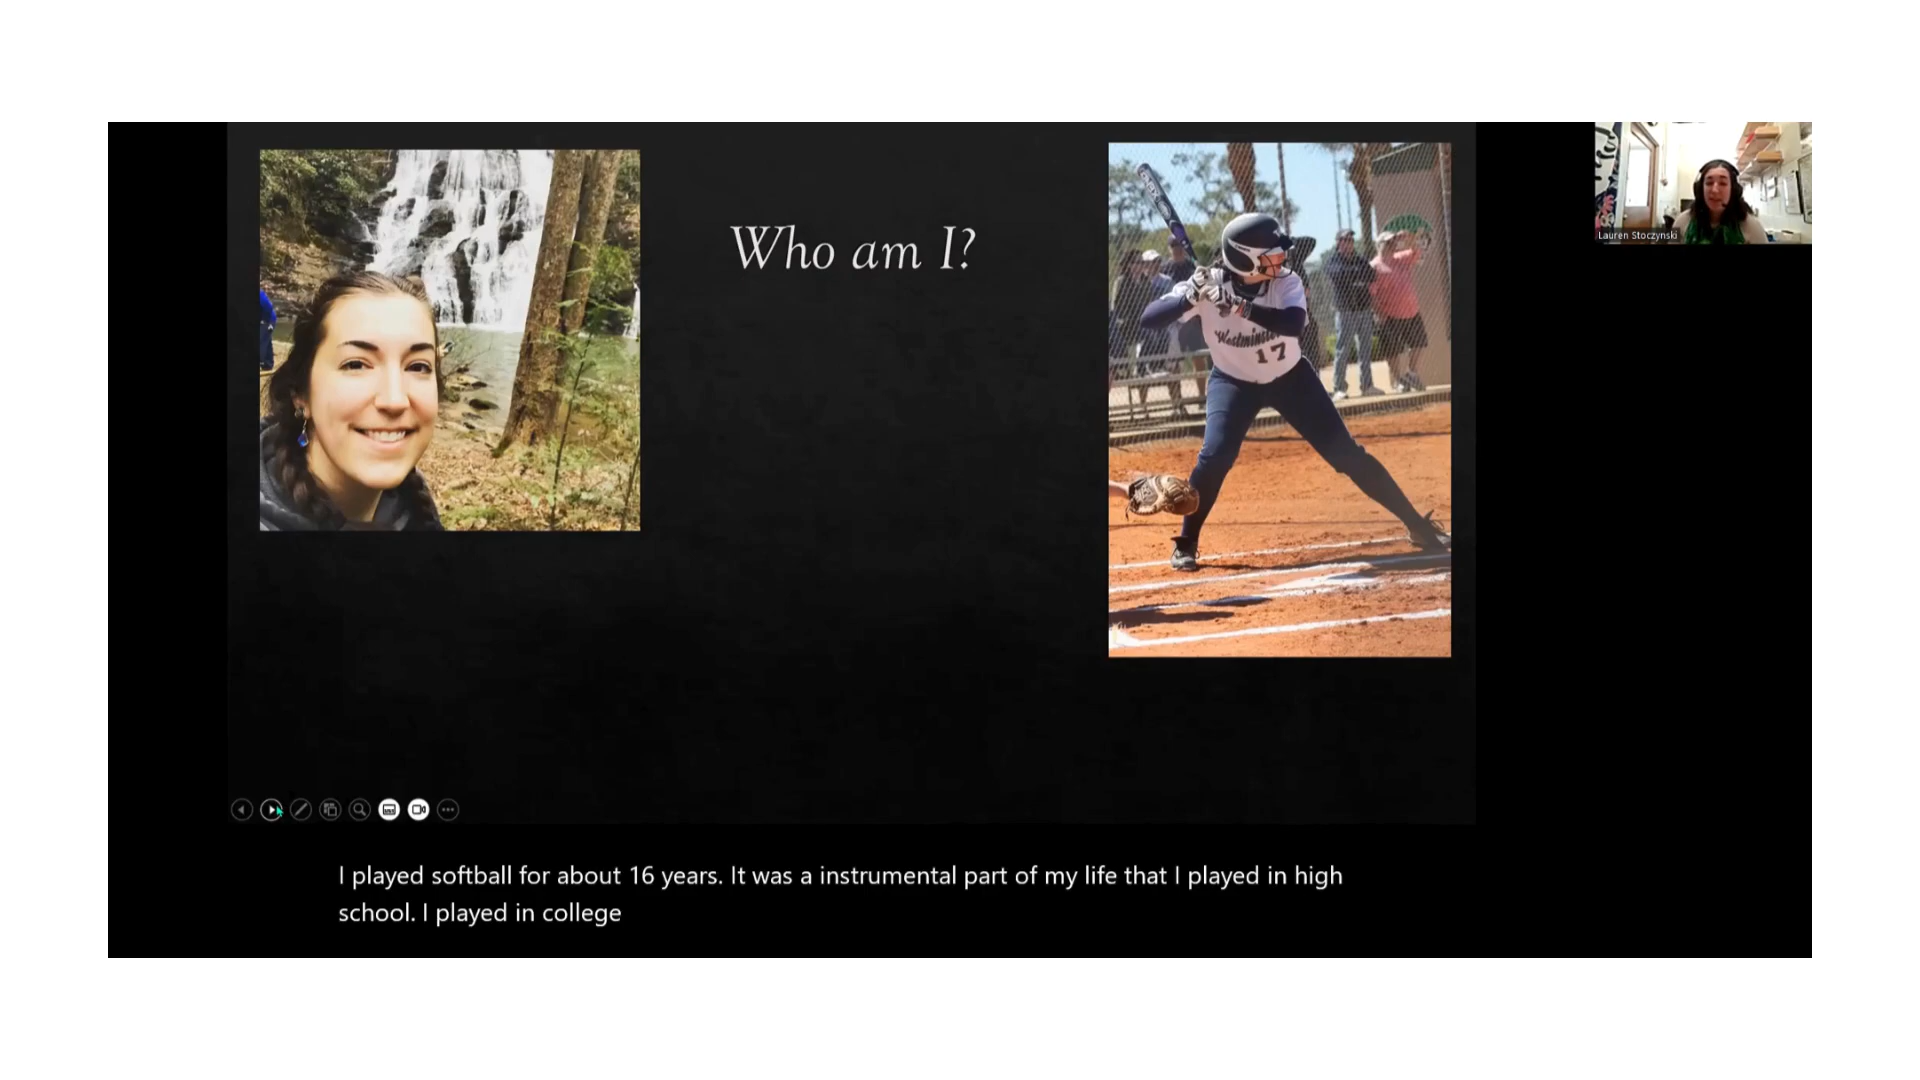 Who am I?
Westminster
17
Lauren Stoczynski
I played softball for about 16 years. It was a instrumental part of my life that I played in high
school. I played in college